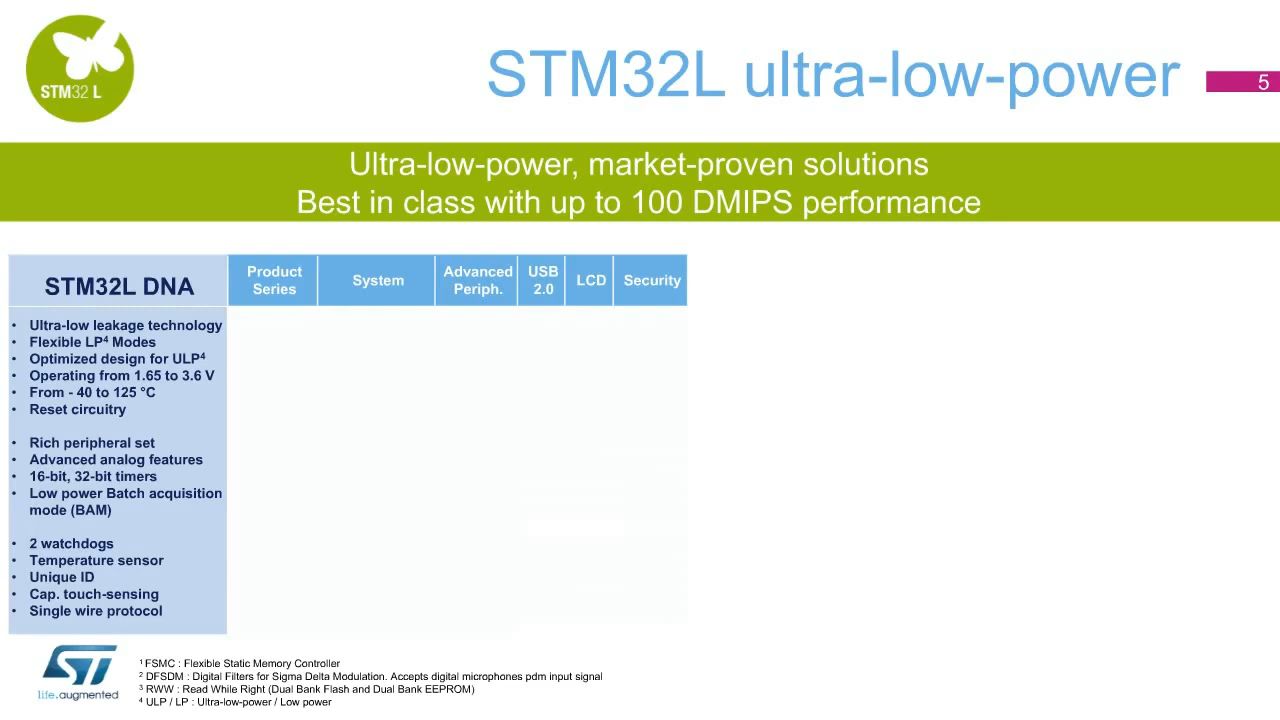 STM32 L
STM32L ultra-low-power
5
Ultra-low-power, market-proven solutions
Best in class with up to 100 DMIPS performance
STM32L DNA
Product
Series
System
Advanced
Periph.
USB
2.0
LCD
Security
• Ultra-low leakage technology
• Flexible LP⁴ Modes
• Optimized design for ULP⁴
• Operating from 1.65 to 3.6 V
• From - 40 to 125 °C
• Reset circuitry
• Rich peripheral set
• Advanced analog features
• 16-bit, 32-bit timers
• Low power Batch acquisition
mode (BAM)
• 2 watchdogs
• Temperature sensor
• Unique ID
• Cap. touch-sensing
• Single wire protocol
ST
life.augmented
¹ FSMC : Flexible Static Memory Controller
² DFSDM : Digital Filters for Sigma Delta Modulation. Accepts digital microphones pdm input signal
³ RWW : Read While Right (Dual Bank Flash and Dual Bank EEPROM)
⁴ ULP / LP : Ultra-low-power / Low power